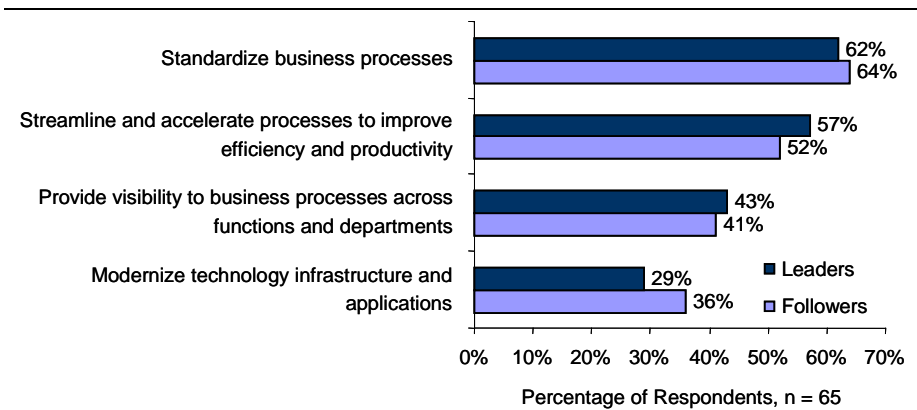 Standardize business processes
62%
64%
Streamline and accelerate processes to improve
efficiency and productivity
57%
52%
Provide visibility to business processes across
functions and departments
43%
41%
Modernize technology infrastructure and
applications
29%
36%
Leaders
Followers
0% 10% 20% 30% 40% 50% 60% 70%
Percentage of Respondents, n = 65